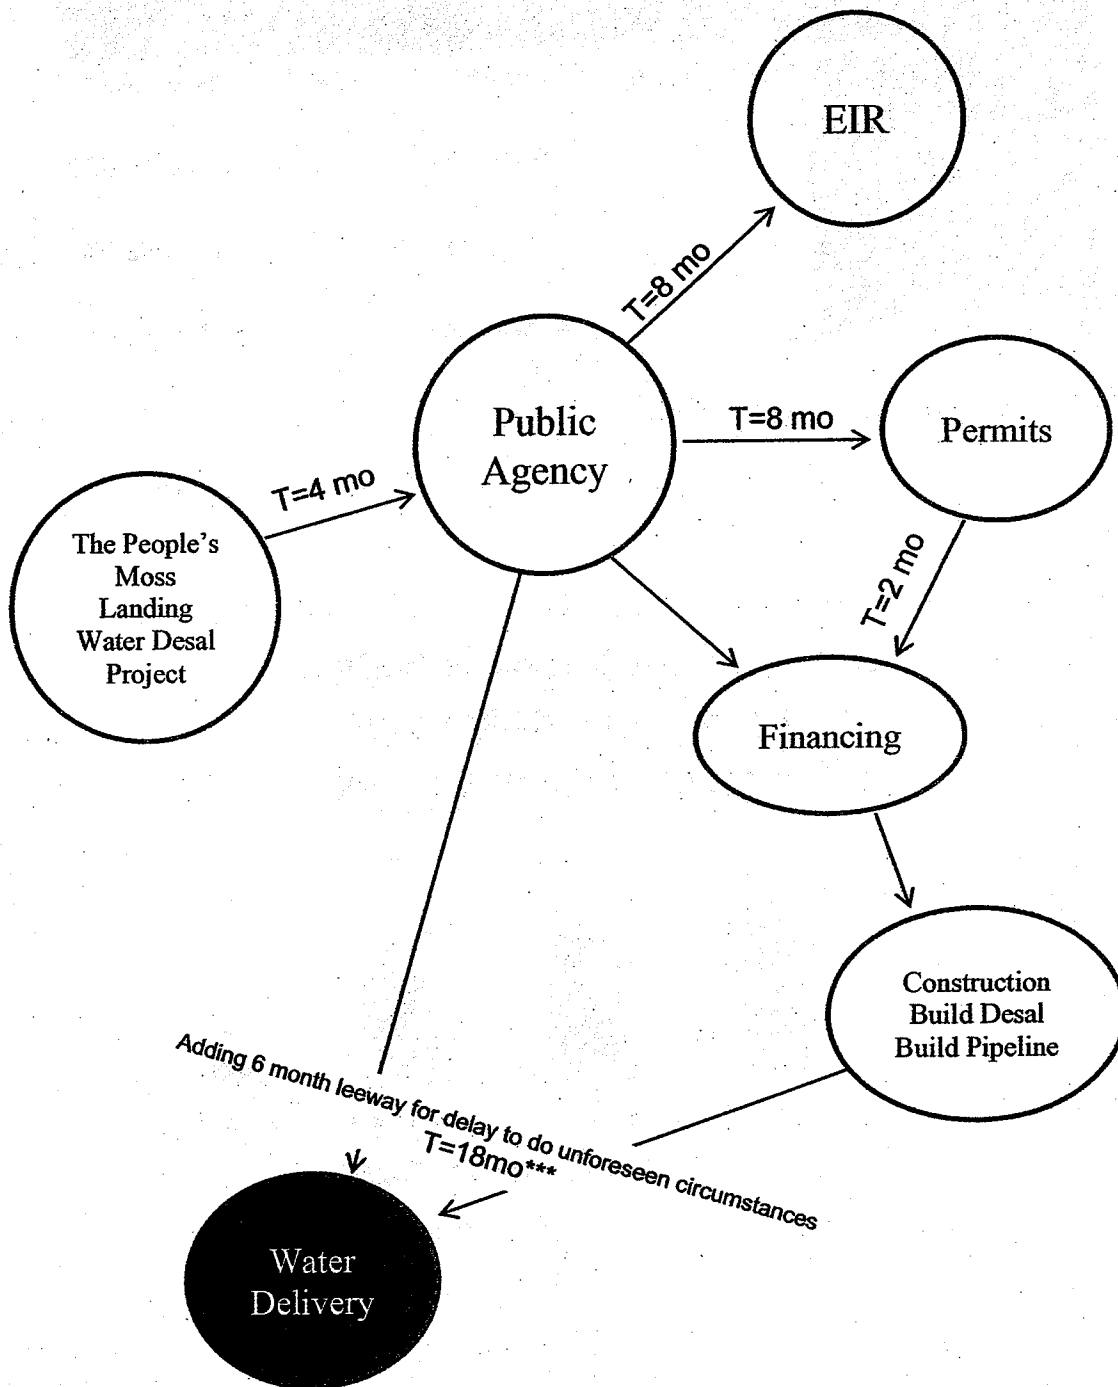 EIR
T=8 mo
Public
Agency
T=8 mo
Permits
T=4 mo
The People's
Moss
Landing
Water Desal
Project
T=2 mo
Financing
Construction
Build Desal
Build Pipeline
Adding 6 month leeway for delay to do unforeseen circumstances
T=18mo***
Water
Delivery